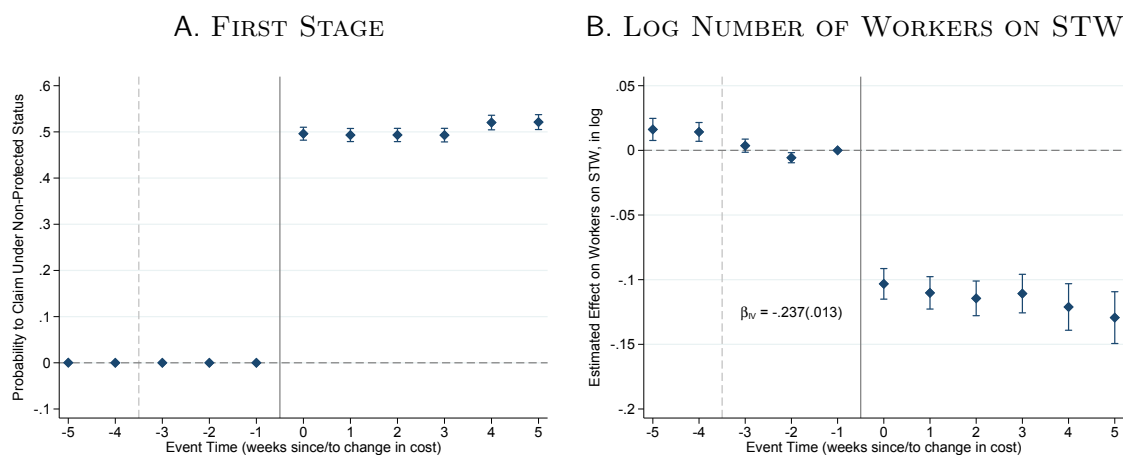 A. First Stage
B. Log Number of Workers on STW
Probability to Claim Under Non-Protected Status
.6
.5
.4
.3
.2
.1
0
-.1
-5 -4 -3 -2 -1 0 1 2 3 4 5
Event Time (weeks since/to change in cost)
Estimated Effect on Workers on STW, in log
.05
0
-.05
-.1
-.15
-.2
βIV = -.237(.013)
-5 -4 -3 -2 -1 0 1 2 3 4 5
Event Time (weeks since/to change in cost)